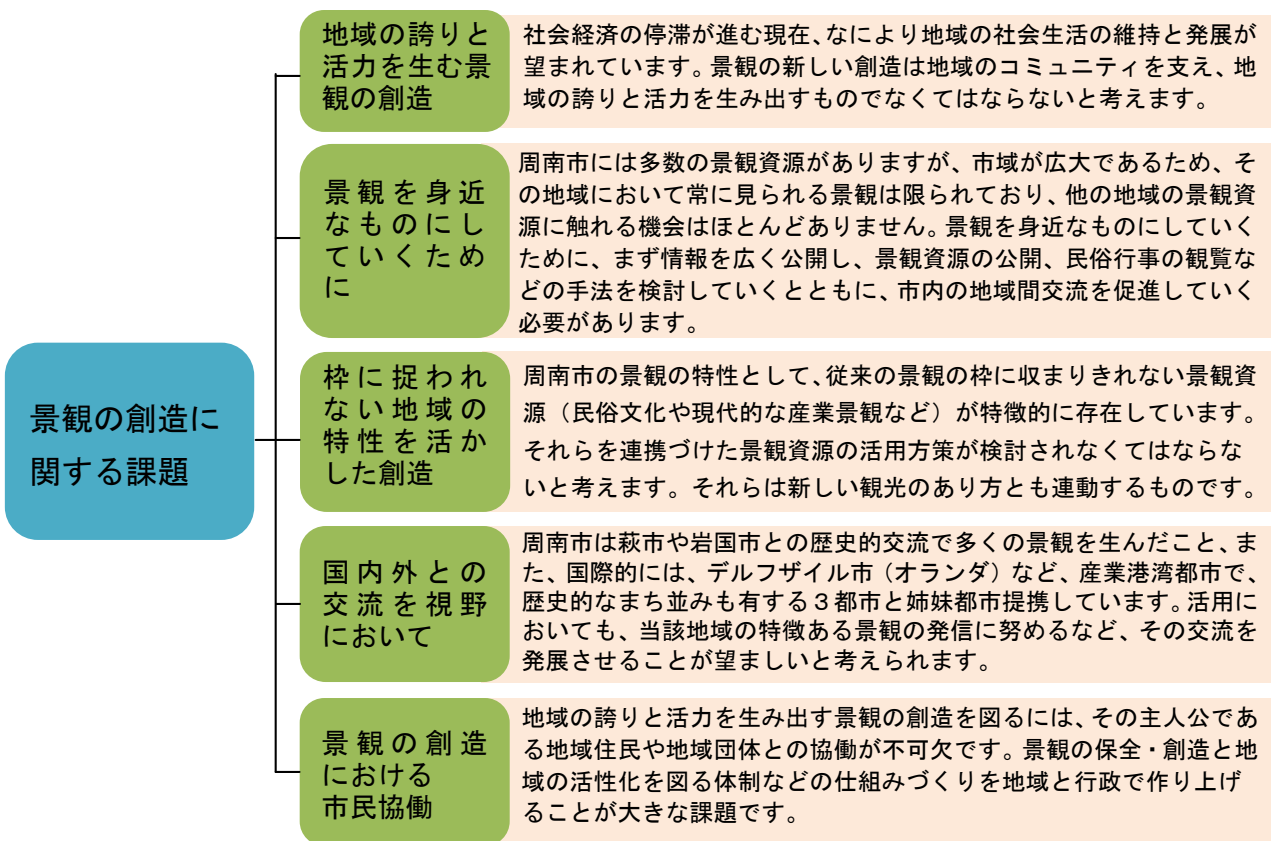 景観の創造に
関する課題
地域の誇りと
活力を生む景
観の創造
社会経済の停滞が進む現在、なにより地域の社会生活の維持と発展が
望まれています。景観の新しい創造は地域のコミュニティを支え、地
域の誇りと活力を生み出すものでなくてはならないと考えます。
景観を身近
なものにし
ていくため
に
周南市には多数の景観資源がありますが、市域が広大であるため、そ
の地域において常に見られる景観は限られており、他の地域の景観資
源に触れる機会はほとんどありません。景観を身近なものにしていく
ために、まず情報を広く公開し、景観資源の公開、民俗行事の観覧な
どの手法を検討していくとともに、市内の地域間交流を促進していく
必要があります。
枠に捉われ
ない地域の
特性を活か
した創造
周南市の景観の特性として、従来の景観の枠に収まりきれない景観資
源（民俗文化や現代的な産業景観など）が特徴的に存在しています。
それらを連携づけた景観資源の活用方策が検討されなくてはならな
いと考えます。それらは新しい観光のあり方とも連動するものです。
国内外との
交流を視野
において
周南市は萩市や岩国市との歴史的交流で多くの景観を生んだこと、ま
た、国際的には、デルフザイル市（オランダ）など、産業港湾都市で、
歴史的なまち並みも有する３都市と姉妹都市提携しています。活用に
おいても、当該地域の特徴ある景観の発信に努めるなど、その交流を
発展させることが望ましいと考えられます。
景観の創造
における
市民協働
地域の誇りと活力を生み出す景観の創造を図るには、その主人公であ
る地域住民や地域団体との協働が不可欠です。景観の保全・創造と地
域の活性化を図る体制などの仕組みづくりを地域と行政で作り上げ
ることが大きな課題です。